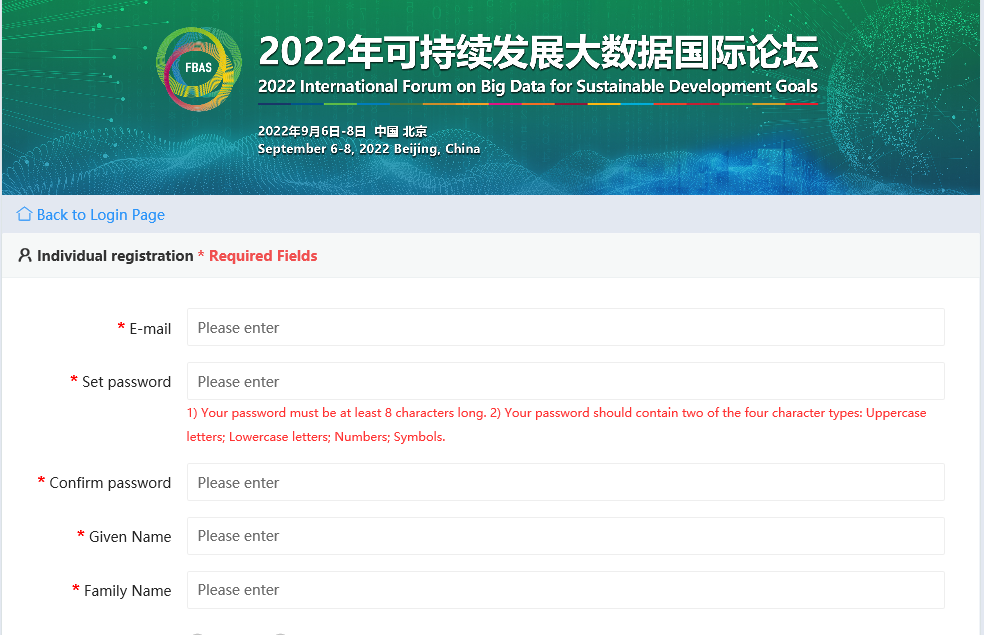 FBAS
2022年可持续发展大数据国际论坛
2022 International Forum on Big Data for Sustainable Development Goals
2022年9月6日-8日 中国 北京
September 6-8, 2022 Beijing, China
Back to Login Page
Individual registration * Required Fields
* E-mail
Please enter
* Set password
Please enter
1) Your password must be at least 8 characters long. 2) Your password should contain two of the four character types: Uppercase
letters; Lowercase letters; Numbers; Symbols.
* Confirm password
Please enter
* Given Name
Please enter
* Family Name
Please enter